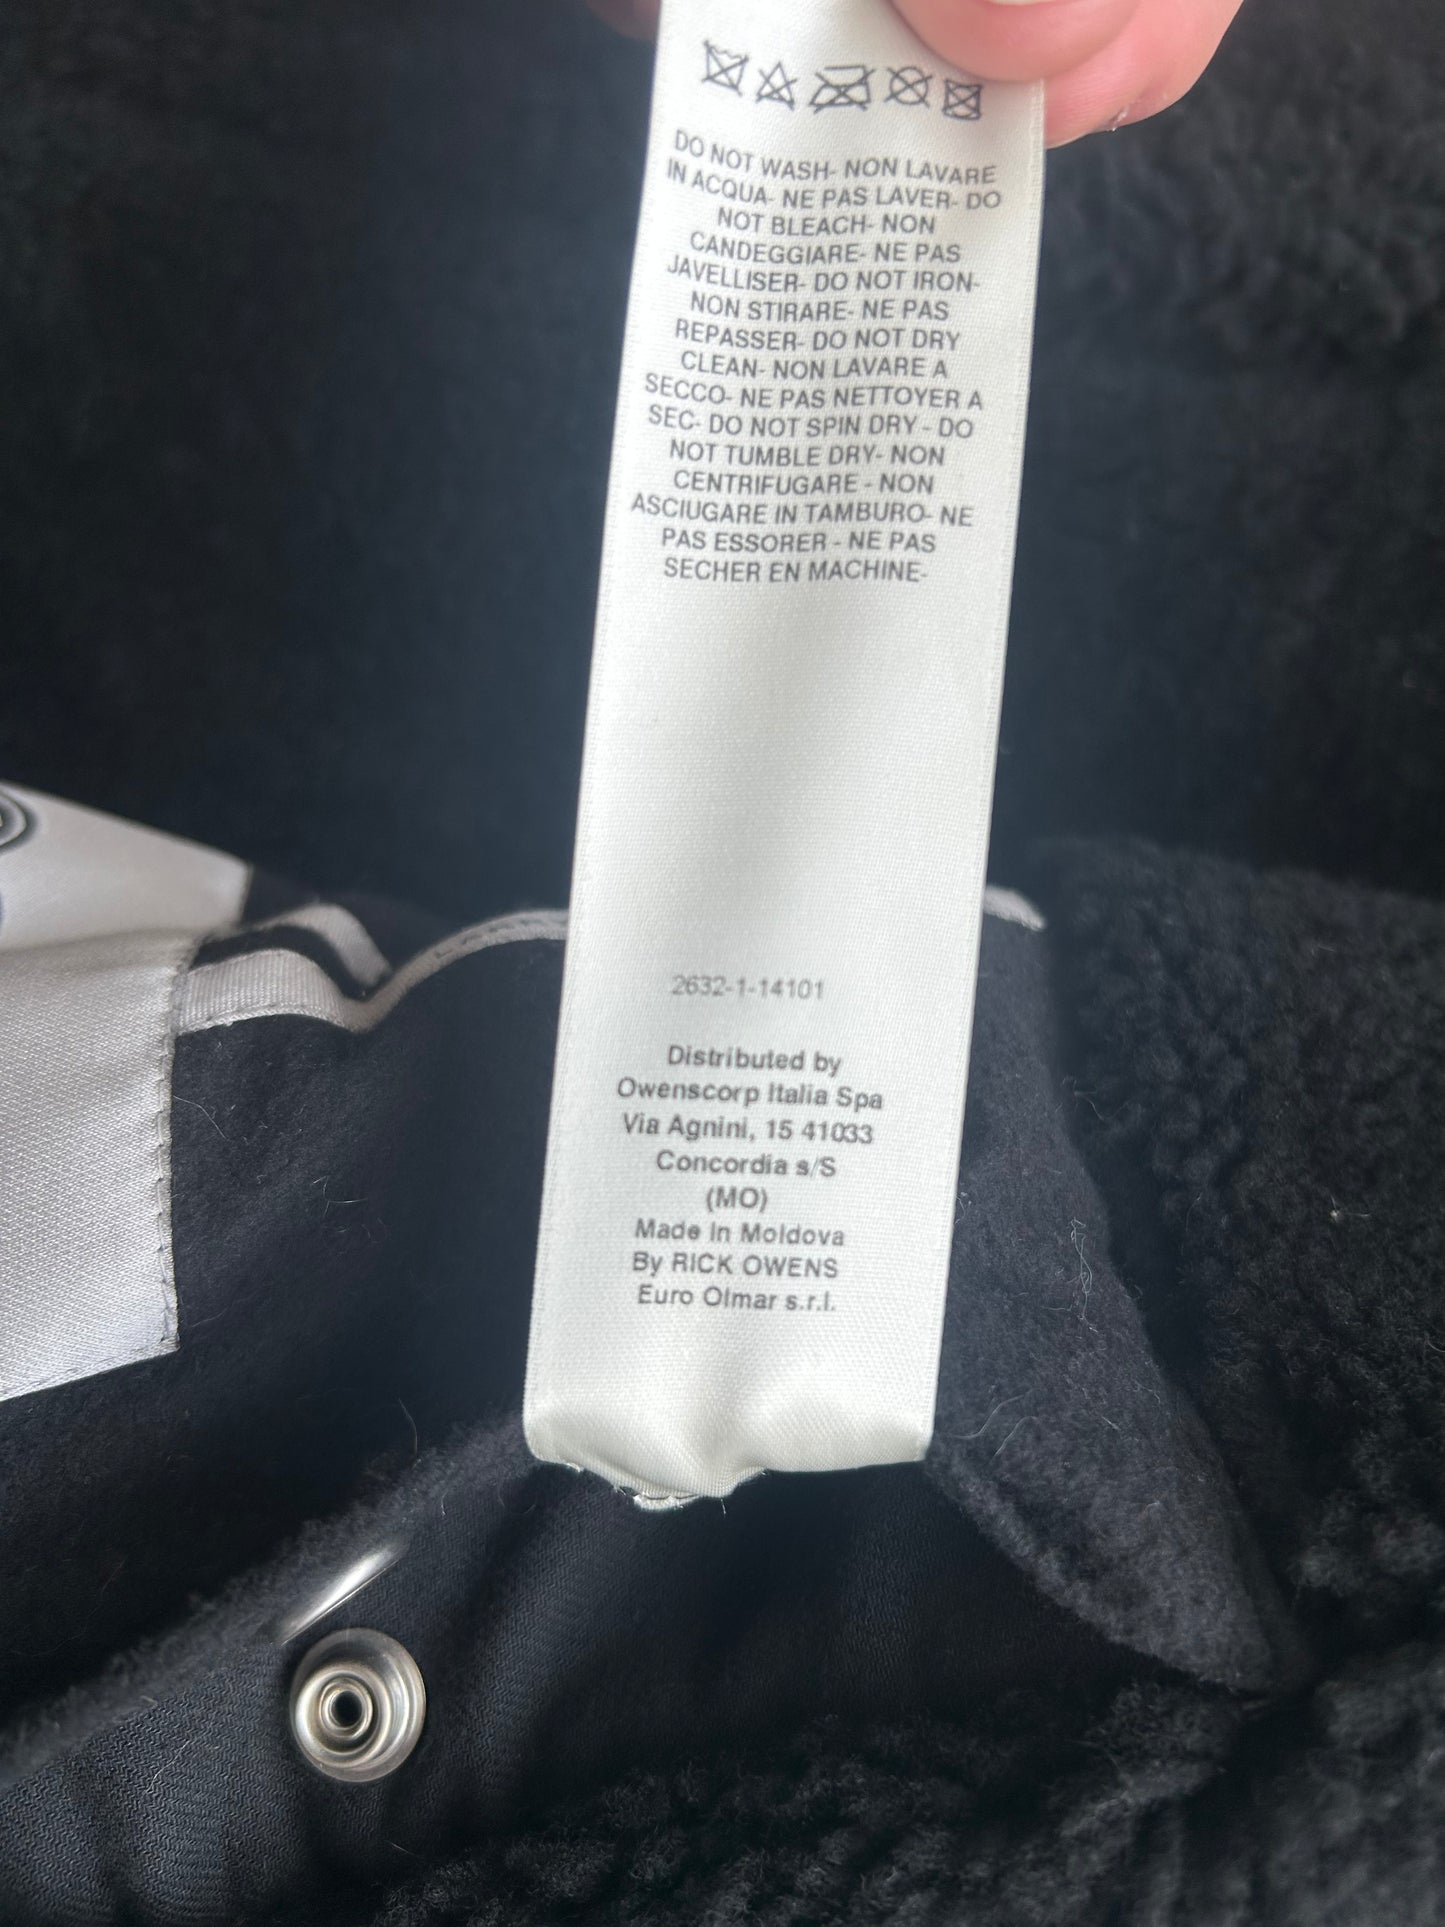 DO NOT WASH- NON LAVARE
IN ACQUA- NE PAS LAVER- DO
NOT BLEACH- NON
CANDEGGIARE- NE PAS
JAVELLISER- DO NOT IRON-
NON STIRARE- NE PAS
REPASSER- DO NOT DRY
CLEAN- NON LAVARE A
SECCO- NE PAS NETTOYER A
SEC- DO NOT SPIN DRY - DO
NOT TUMBLE DRY- NON
CENTRIFUGARE - NON
ASCIUGARE IN TAMBURO- NE
PAS ESSORER - NE PAS
SECHER EN MACHINE-
2632-1-14101
Distributed by
Owenscorp Italia Spa
Via Agnini, 15 41033
Concordia s/S
(MO)
Made In Moldova
By RICK OWENS
Euro Olmar s.r.l.